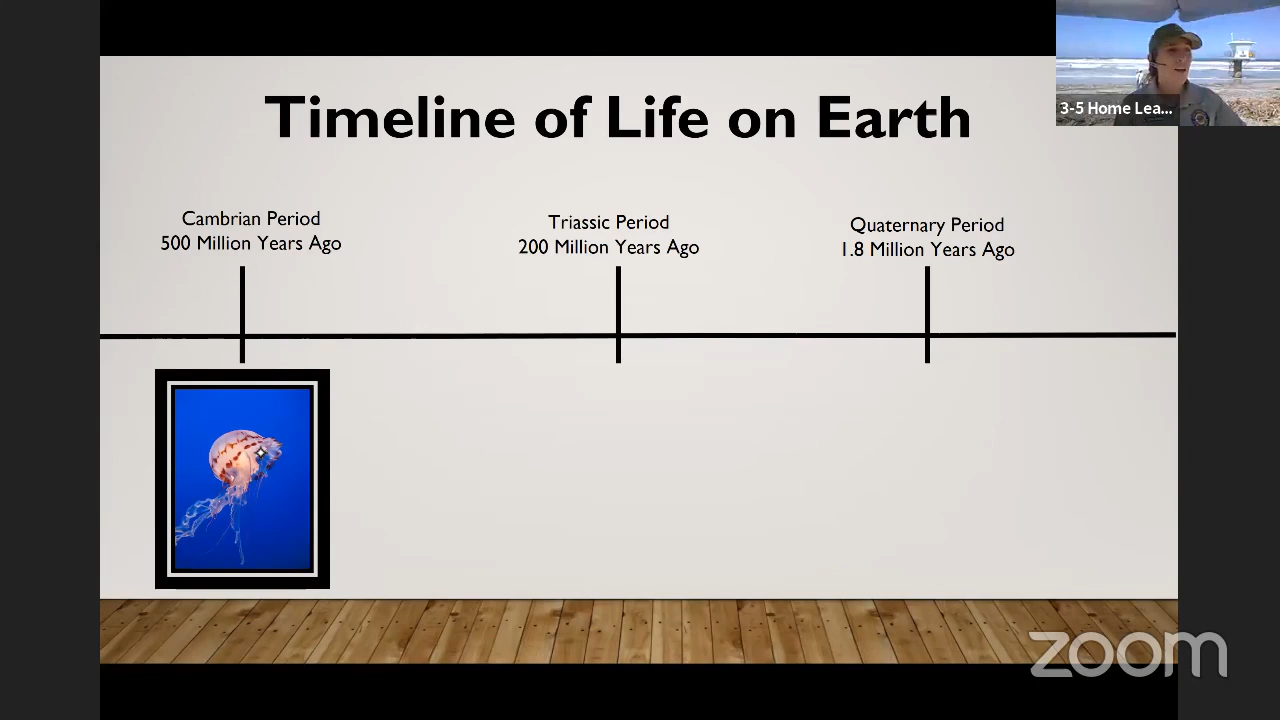 Timeline of Life on Earth
3-5 Home Lea...
Cambrian Period
500 Million Years Ago
Triassic Period
200 Million Years Ago
Quaternary Period
1.8 Million Years Ago
zoom